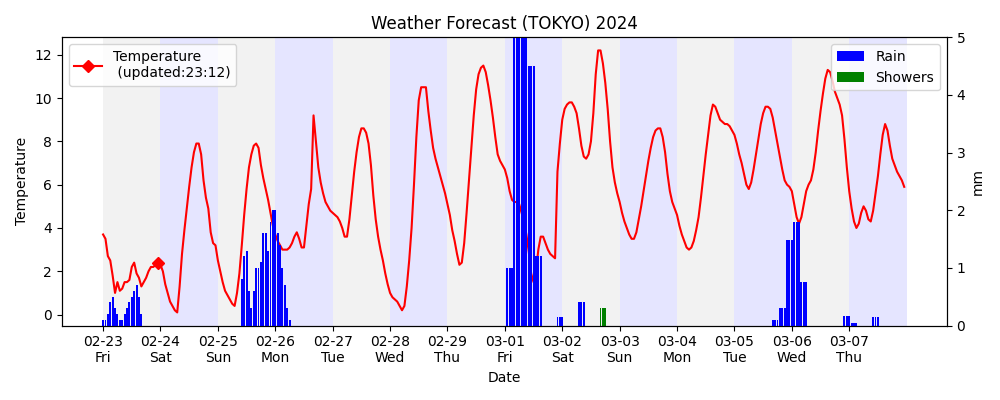 Weather Forecast (TOKYO) 2024
Temperature
(updated:23:12)
Rain
Showers
12
10
8
6
4
2
0
Temperature
5
4
3
2
1
0
mm
02-23 02-24 02-25 02-26 02-27 02-28 02-29 03-01 03-02 03-03 03-04 03-05 03-06 03-07
Fri Sat Sun Mon Tue Wed Thu Fri Sat Sun Mon Tue Wed Thu
Date